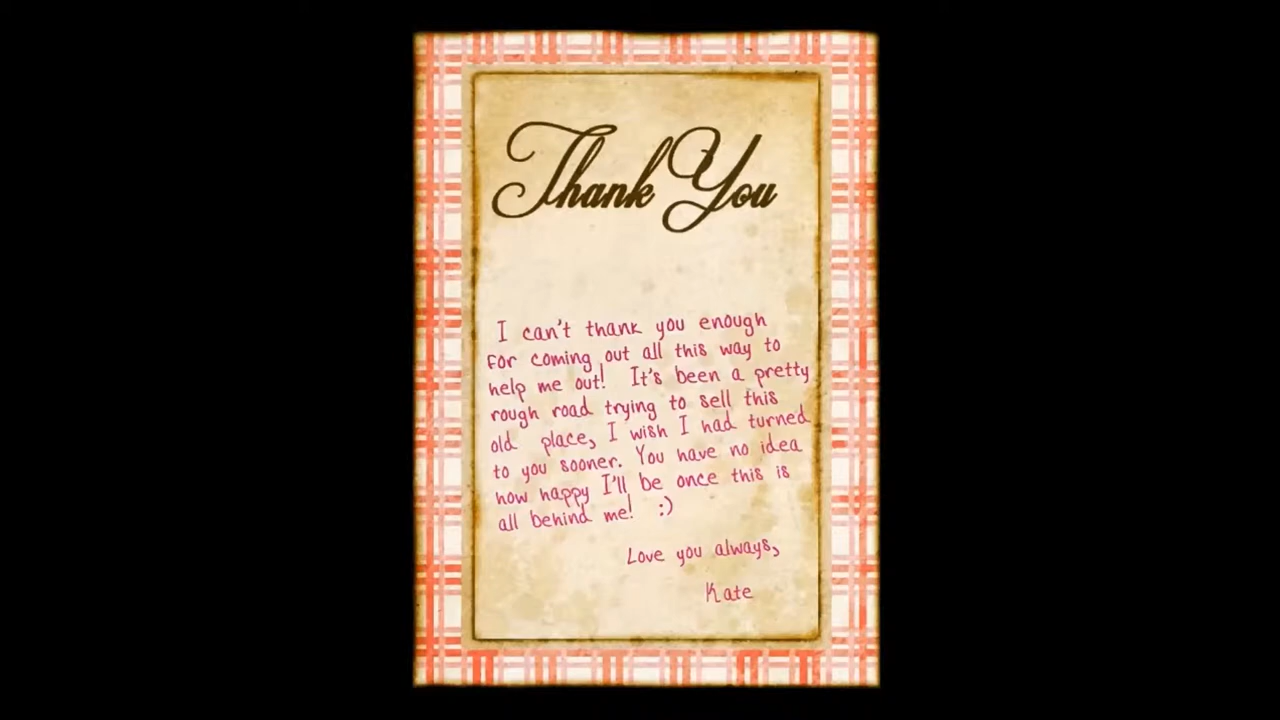 Thank You
I can't thank you enough
for coming out all this way to
help me out! It's been a pretty
rough road trying to sell this
old place, I wish I had turned
to you sooner. You have no idea
how happy I'll be once this is
all behind me! :)
Love you always,
Kate